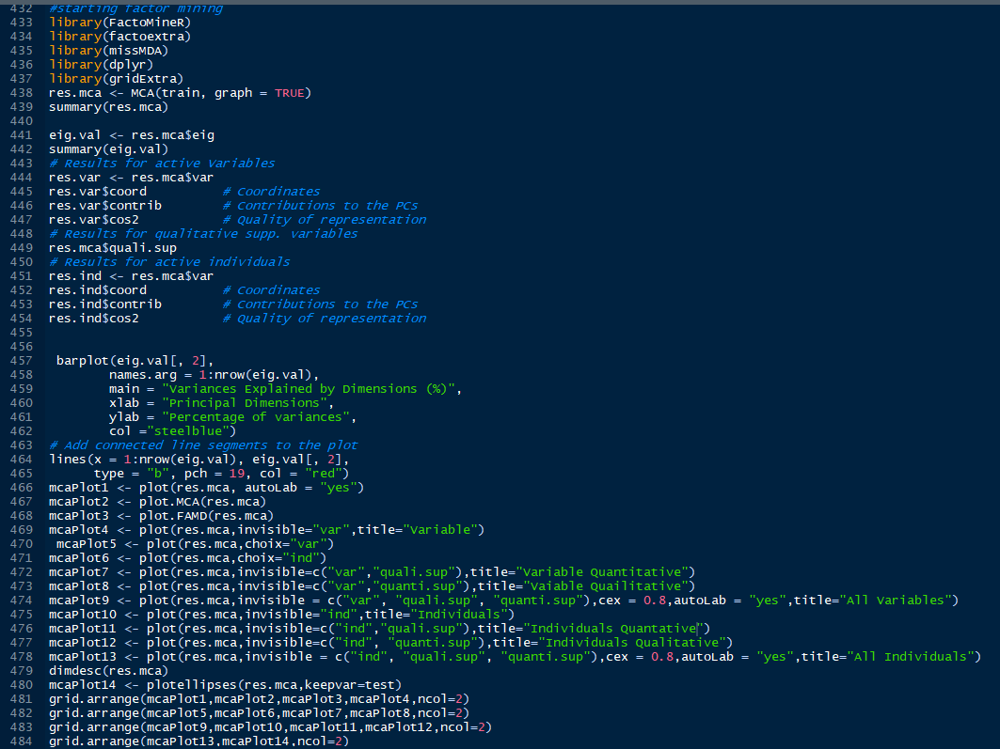 432 #starting factor mining
433 library(FactoMineR)
434 library(factoextra)
435 library(missMDA)
436 library(dplyr)
437 library(gridExtra)
438 res.mca <- MCA(train, graph = TRUE)
439 summary(res.mca)
440
441 eig.val <- res.mca$eig
442 summary(eig.val)
443 # Results for active Variables
444 res.var <- res.mca$var
445 res.var$coord          # Coordinates
446 res.var$contrib        # Contributions to the PCs
447 res.var$cos2           # Quality of representation
448 # Results for qualitative supp. variables
449 res.mca$quali.sup
450 # Results for active individuals
451 res.ind <- res.mca$var
452 res.ind$coord          # Coordinates
453 res.ind$contrib        # Contributions to the PCs
454 res.ind$cos2           # Quality of representation
455
456
457  barplot(eig.val[, 2],
458         names.arg = 1:nrow(eig.val),
459         main = "Variances Explained by Dimensions (%)",
460         xlab = "Principal Dimensions",
461         ylab = "Percentage of variances",
462         col ="steelblue")
463 # Add connected line segments to the plot
464 lines(x = 1:nrow(eig.val), eig.val[, 2],
465       type = "b", pch = 19, col = "red")
466 mcaPlot1 <- plot(res.mca, autoLab = "yes")
467 mcaPlot2 <- plot.MCA(res.mca)
468 mcaPlot3 <- plot.FAMD(res.mca)
469 mcaPlot4 <- plot(res.mca,invisible="var",title="Variable")
470  mcaPlot5 <- plot(res.mca,choix="var")
471 mcaPlot6 <- plot(res.mca,choix="ind")
472 mcaPlot7 <- plot(res.mca,invisible=c("var","quali.sup"),title="Variable Quantitative")
473 mcaPlot8 <- plot(res.mca,invisible=c("var","quanti.sup"),title="Vaiable Quailitative")
474 mcaPlot9 <- plot(res.mca,invisible = c("var", "quali.sup", "quanti.sup"),cex = 0.8,autoLab = "yes",title="All Variables")
475 mcaPlot10 <- plot(res.mca,invisible="ind",title="Individuals")
476 mcaPlot11 <- plot(res.mca,invisible=c("ind","quali.sup"),title="Individuals Quantative")
477 mcaPlot12 <- plot(res.mca,invisible=c("ind", "quanti.sup"),title="Individuals Qualitative")
478 mcaPlot13 <- plot(res.mca,invisible = c("ind", "quali.sup", "quanti.sup"),cex = 0.8,autoLab = "yes",title="All Individuals")
479 dimdesc(res.mca)
480 mcaPlot14 <- plotellipses(res.mca,keepvar=test)
481 grid.arrange(mcaPlot1,mcaPlot2,mcaPlot3,mcaPlot4,ncol=2)
482 grid.arrange(mcaPlot5,mcaPlot6,mcaPlot7,mcaPlot8,ncol=2)
483 grid.arrange(mcaPlot9,mcaPlot10,mcaPlot11,mcaPlot12,ncol=2)
484 grid.arrange(mcaPlot13,mcaPlot14,ncol=2)